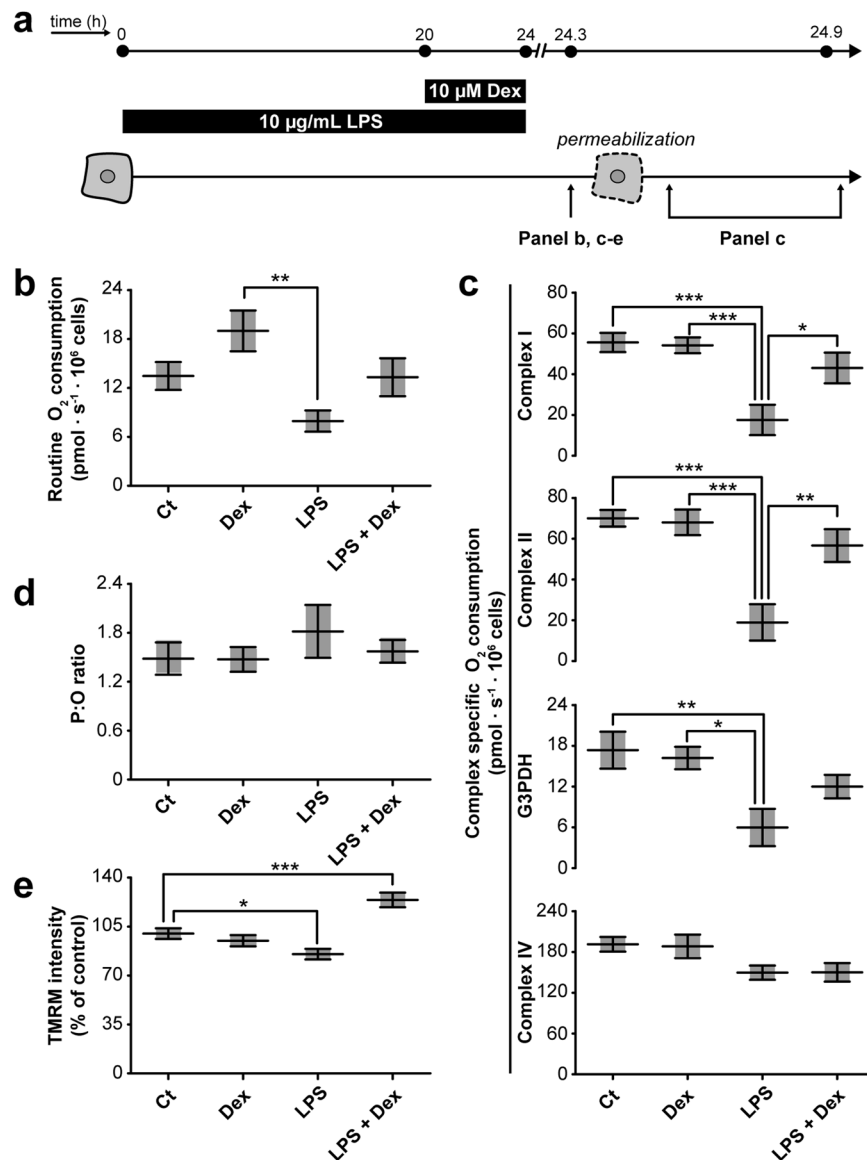 a
time (h)
0
20
24
24.3
24.9
10 µM Dex
10 µg/mL LPS
permeabilization
Panel b, c-e
Panel c
b
Routine O₂ consumption
(pmol · s⁻¹ · 10⁶ cells)
24
18
12
6
0
**
Ct
Dex
LPS
LPS + Dex
c
Complex specific O₂ consumption
(pmol · s⁻¹ · 10⁶ cells)
Complex I
80
60
40
20
0
***
***
*
Complex II
80
60
40
20
0
***
***
**
G3PDH
24
18
12
6
0
**
*
Complex IV
240
180
120
60
0
Ct
Dex
LPS
LPS + Dex
d
P:O ratio
2.4
1.8
1.2
0.6
0
Ct
Dex
LPS
LPS + Dex
e
TMRM intensity
(% of control)
140
105
70
35
0
***
*
Ct
Dex
LPS
LPS + Dex